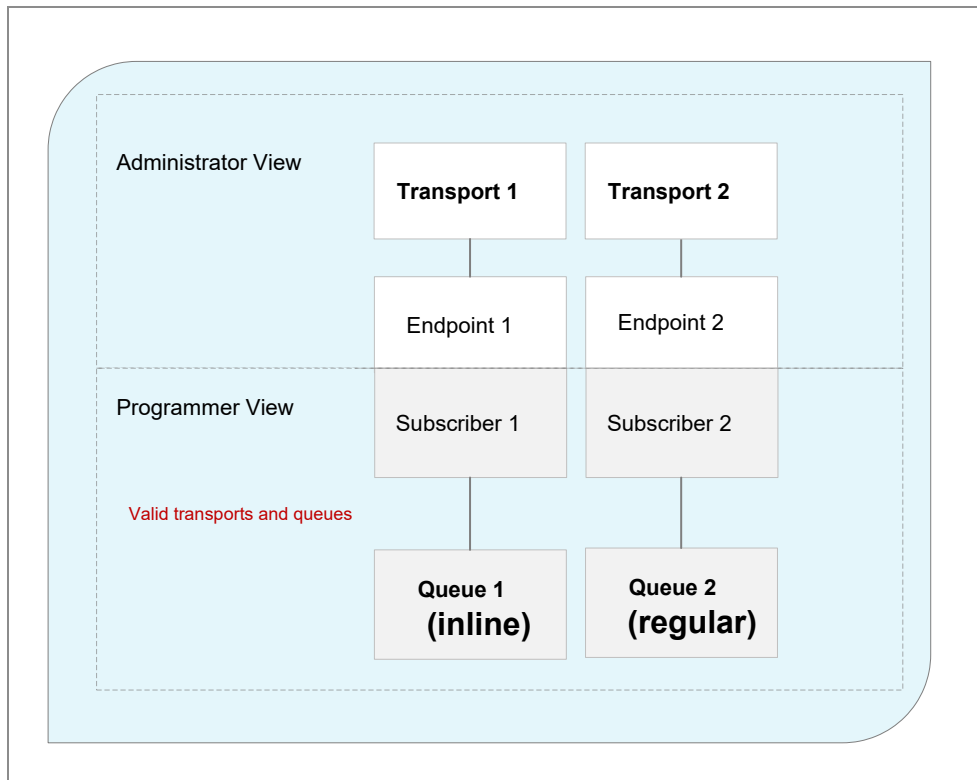 Administrator View
Transport 1
Transport 2
Endpoint 1
Endpoint 2
Programmer View
Subscriber 1
Subscriber 2
Valid transports and queues
Queue 1
(inline)
Queue 2
(regular)